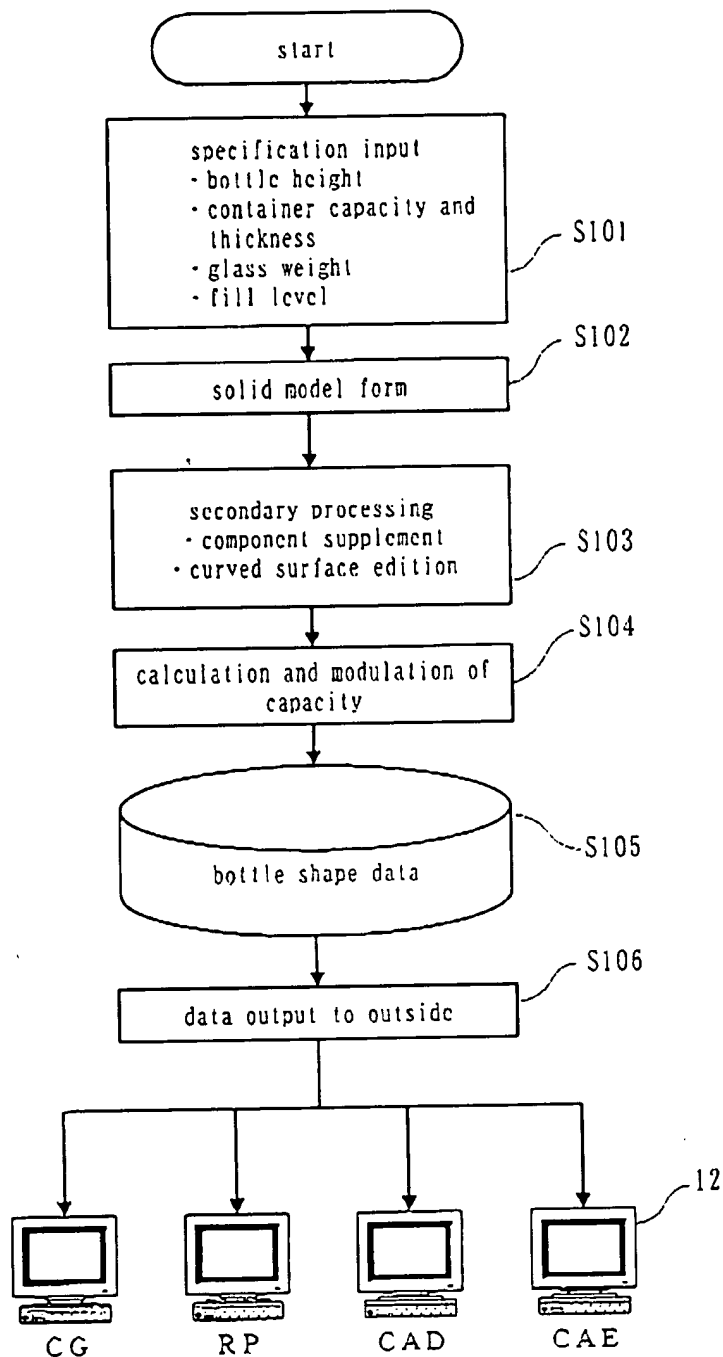 start
specification input
・bottle height
・container capacity and
thickness
・glass weight
・fill level
S101
S102
solid model form
secondary processing
・component supplement
・curved surface edition
S103
S104
calculation and modulation of
capacity
S105
bottle shape data
S106
data output to outside
12
CG RP CAD CAE